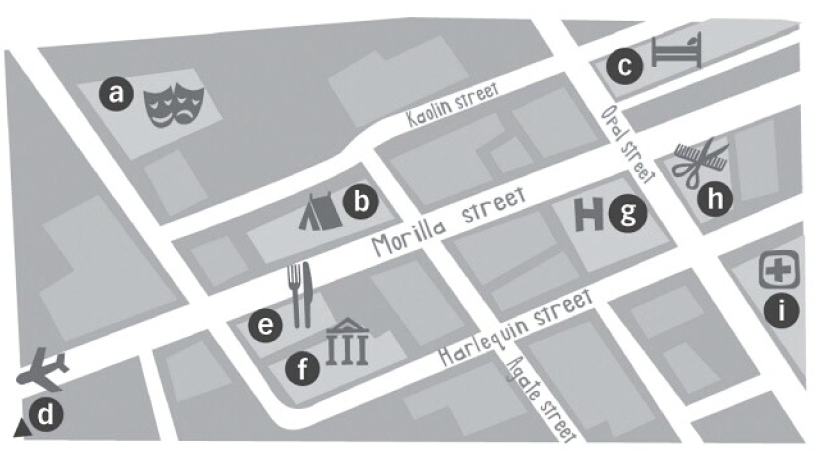 a
c
Kaolin street
Opal street
b
Morilla street
H
g
h
e
f
Harlequin street
i
Agate street
d